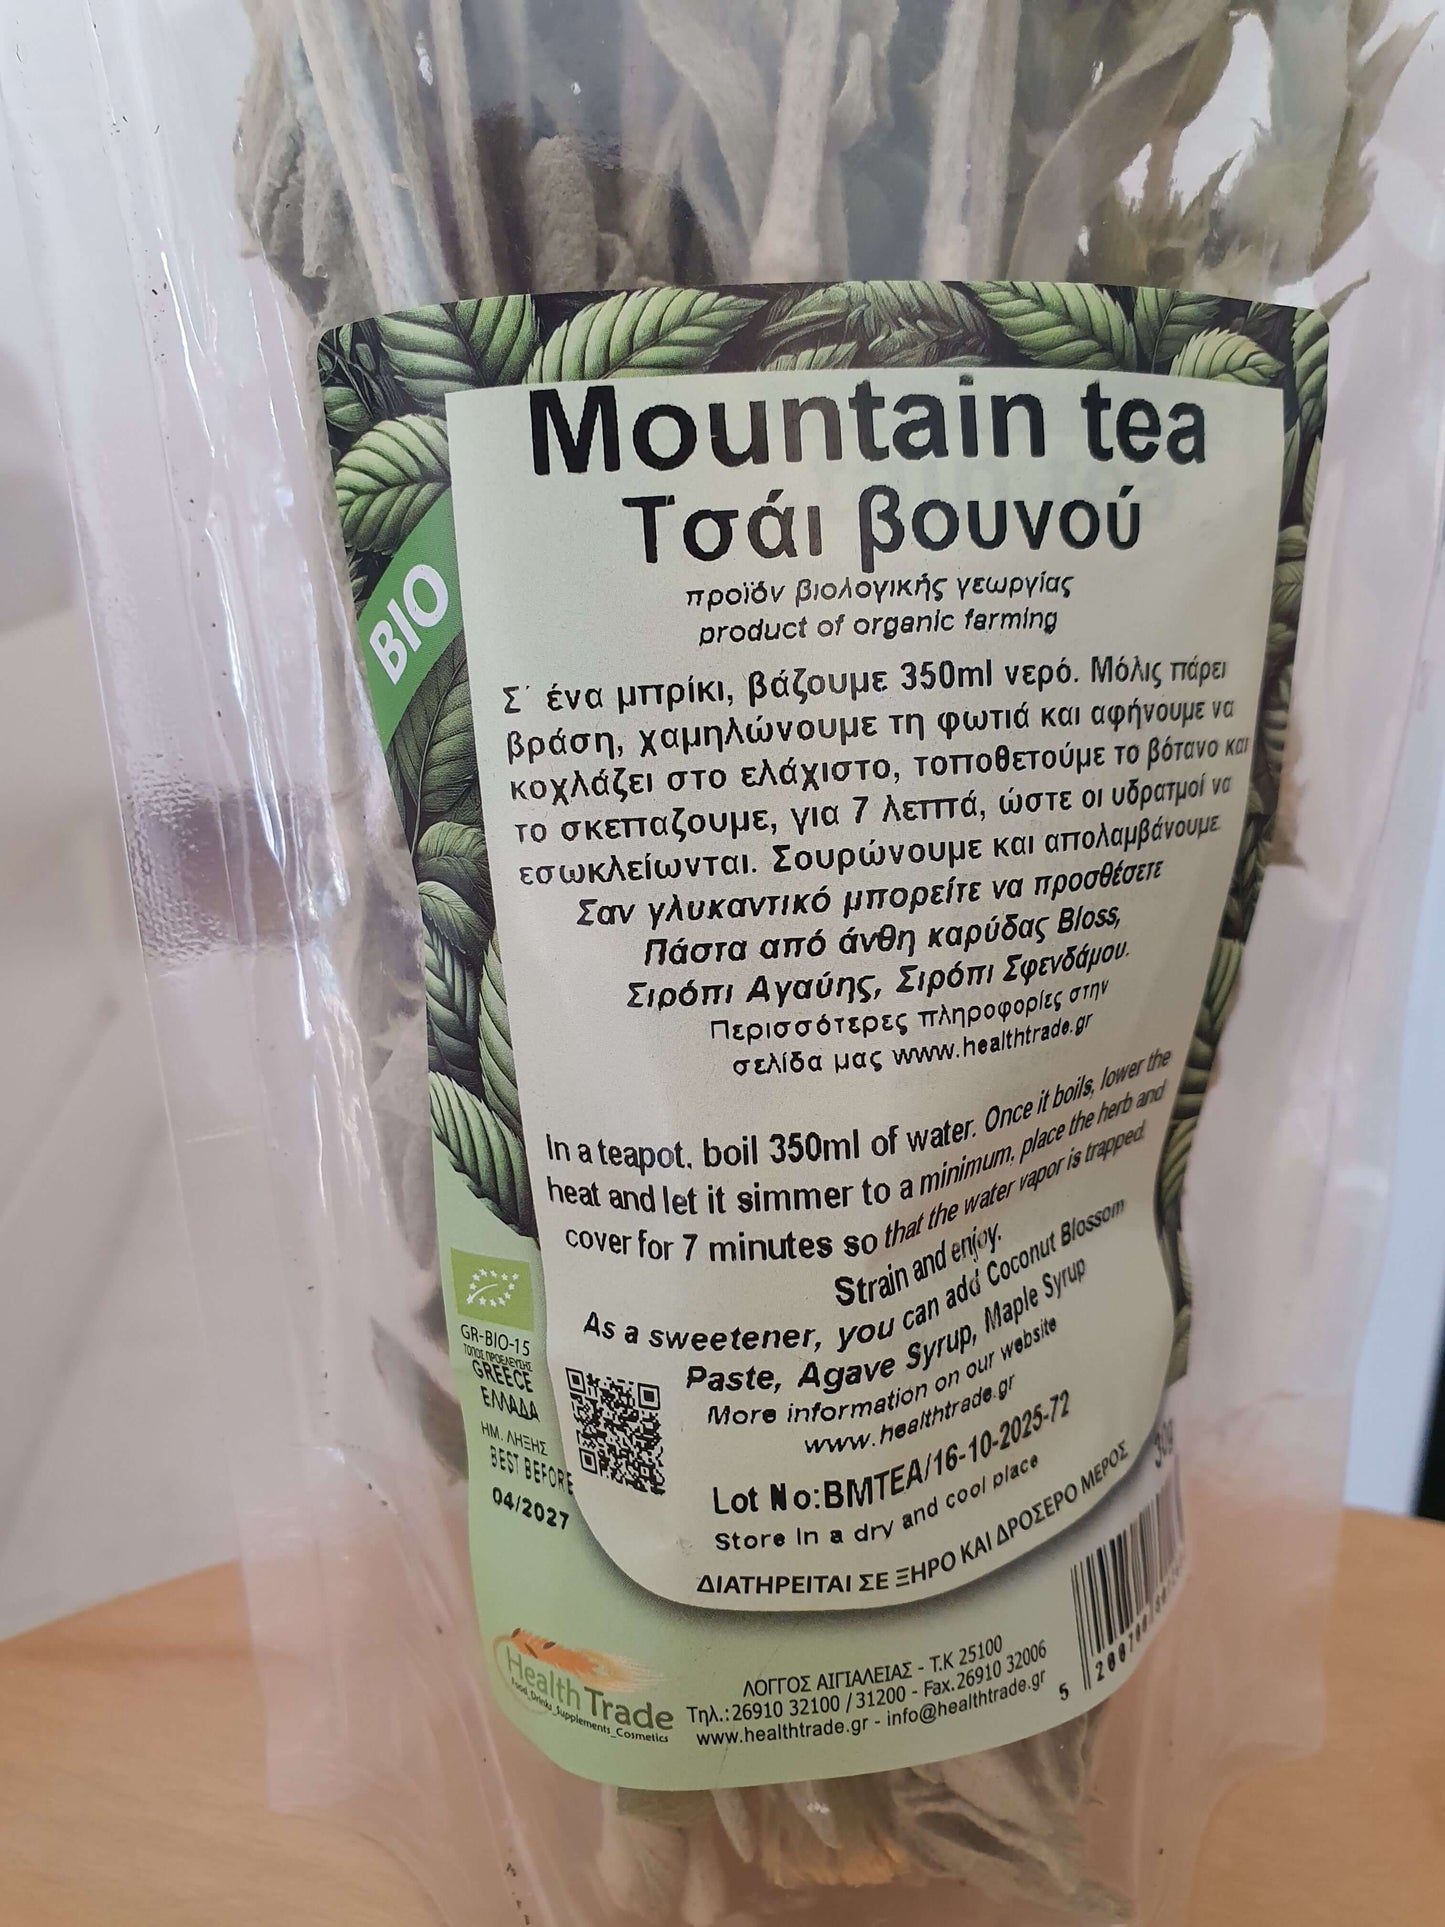 Mountain tea
Τσάι βουνού
προϊόν βιολογικής γεωργίας
product of organic farming
BIO
Σ΄ ένα μπρίκι, βάζουμε 350ml νερό. Μόλις πάρει
βράση, χαμηλώνουμε τη φωτιά και αφήνουμε να
κοχλάζει στο ελάχιστο, τοποθετούμε το βότανο και
το σκεπαζουμε, για 7 λεπτά, ώστε οι υδρατμοί να
εσωκλείωνται. Σουρώνουμε και απολαμβάνουμε.
Σαν γλυκαντικό μπορείτε να προσθέσετε
Πάστα από άνθη καρύδας Bloss,
Σιρόπι Αγαύης, Σιρόπι Σφενδάμου.
Περισσότερες πληροφορίες στην
σελίδα μας www.healthtrade.gr
In a teapot, boil 350ml of water. Once it boils, lower the
heat and let it simmer to a minimum, place the herb and
cover for 7 minutes so that the water vapor is trapped.
Strain and enjoy.
As a sweetener, you can add Coconut Blossom
Paste, Agave Syrup, Maple Syrup
More information on our website
www.healthtrade.gr
Lot No:BMTEA/16-10-2025-72
Store In a dry and cool place
ΔΙΑΤΗΡΕΙΤΑΙ ΣΕ ΞΗΡΟ ΚΑΙ ΔΡΟΣΕΡΟ ΜΕΡΟΣ
GR-BIO-15
ΤΟΠΟΣ ΠΡΟΕΛΕΥΣΗΣ
GREECE
ΕΛΛΑΔΑ
ΗΜ. ΛΗΞΗΣ
BEST BEFORE
04/2027
Health Trade
Food_Drinks_Supplements_Cosmetics
ΛΟΓΓΟΣ ΑΙΓΙΑΛΕΙΑΣ - Τ.Κ 25100
Τηλ.:26910 32100 / 31200 - Fax.26910 32006
www.healthtrade.gr - info@healthtrade.gr